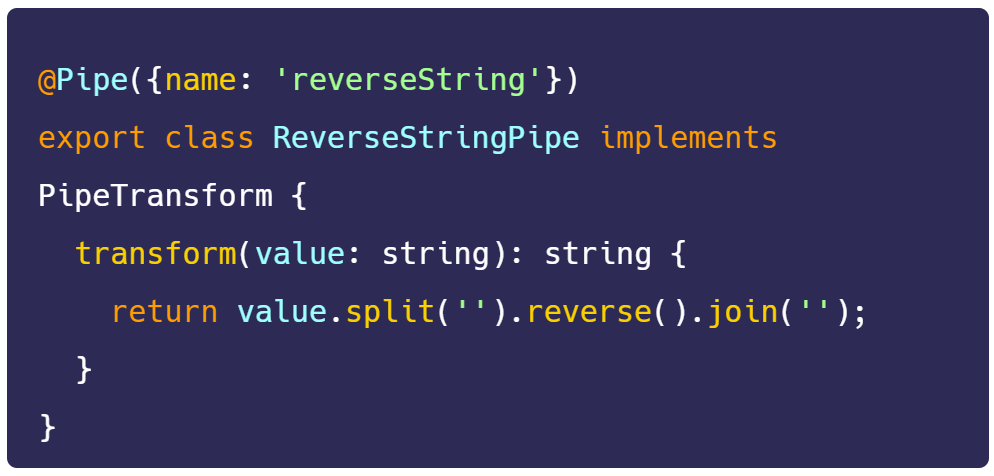 @Pipe({name: 'reverseString'})
export class ReverseStringPipe implements
PipeTransform {
  transform(value: string): string {
    return value.split('').reverse().join('');
  }
}